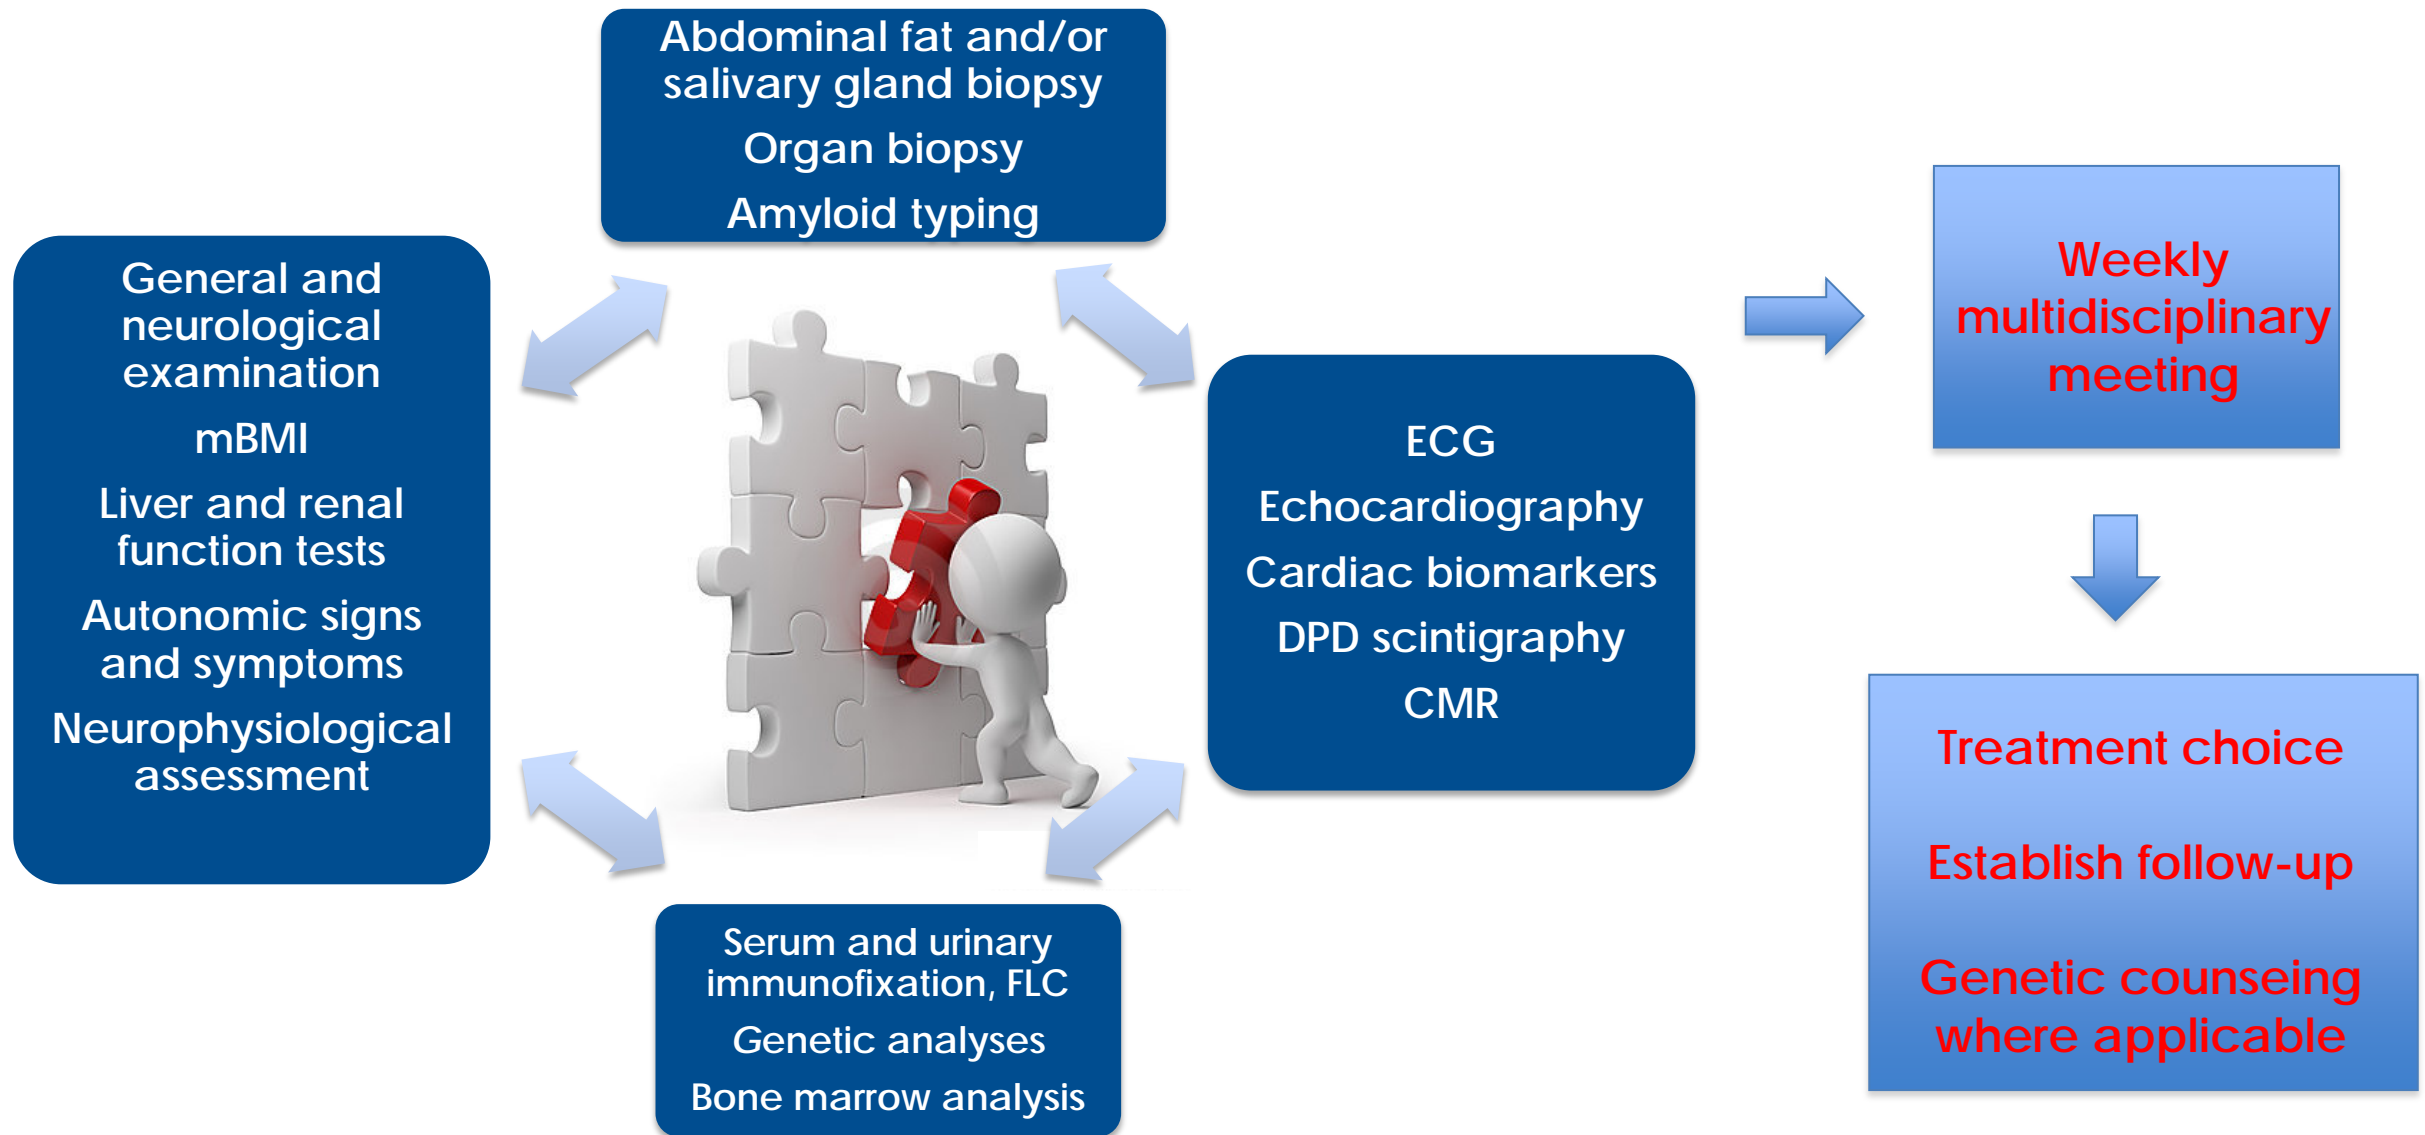 Abdominal fat and/or
salivary gland biopsy
Organ biopsy
Amyloid typing
General and
neurological
examination
mBMI
Liver and renal
function tests
Autonomic signs
and symptoms
Neurophysiological
assessment
ECG
Echocardiography
Cardiac biomarkers
DPD scintigraphy
CMR
Serum and urinary
immunofixation, FLC
Genetic analyses
Bone marrow analysis
Weekly
multidisciplinary
meeting
Treatment choice
Establish follow-up
Genetic counseing
where applicable